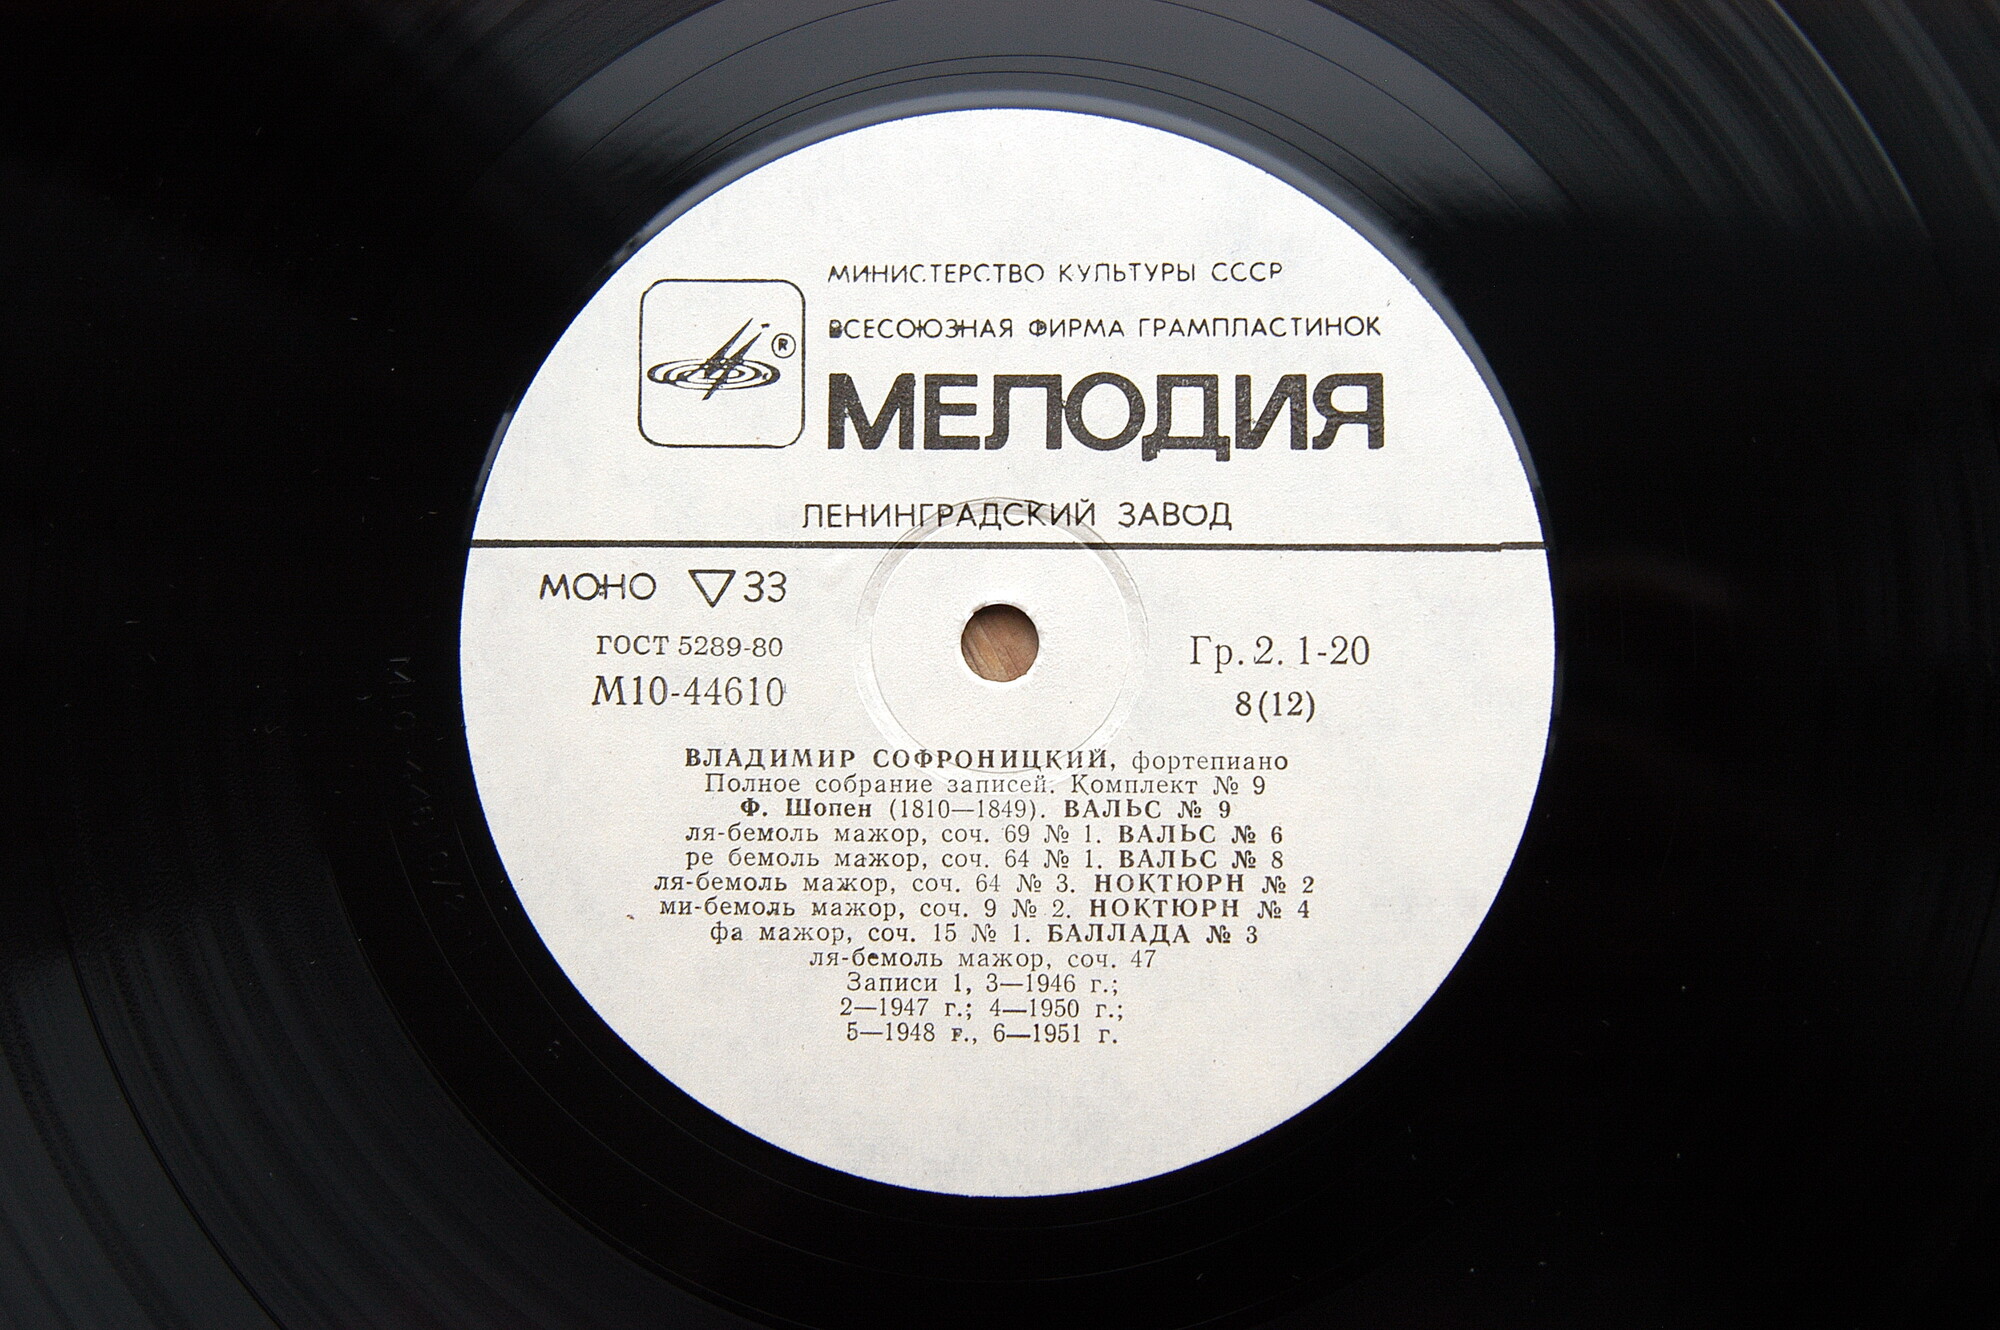 МИНИСТЕРСТВО КУЛЬТУРЫ СССР
ВСЕСОЮЗНАЯ ФИРМА ГРАМПЛАСТИНОК
®
МЕЛОДИЯ
ЛЕНИНГРАДСКИЙ ЗАВОД
МОНО ▽33
ГОСТ 5289-80
М10-44610
Гр. 2. 1-20
8(12)
ВЛАДИМИР СОФРОНИЦКИЙ, фортепиано
Полное собрание записей. Комплект № 9
Ф. Шопен (1810—1849). ВАЛЬС № 9
ля-бемоль мажор, соч. 69 № 1. ВАЛЬС № 6
ре бемоль мажор, соч. 64 № 1. ВАЛЬС № 8
ля-бемоль мажор, соч. 64 № 3. НОКТЮРН № 2
ми-бемоль мажор, соч. 9 № 2. НОКТЮРН № 4
фа мажор, соч. 15 № 1. БАЛЛАДА № 3
ля-бемоль мажор, соч. 47
Записи 1, 3—1946 г.;
2—1947 г.; 4—1950 г.;
5—1948 г., 6—1951 г.